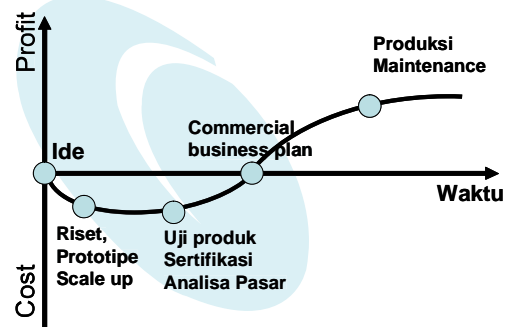 Profit
Produksi
Maintenance
Commercial
business plan
Ide
Waktu
Riset,
Prototipe
Scale up
Uji produk
Sertifikasi
Analisa Pasar
Cost